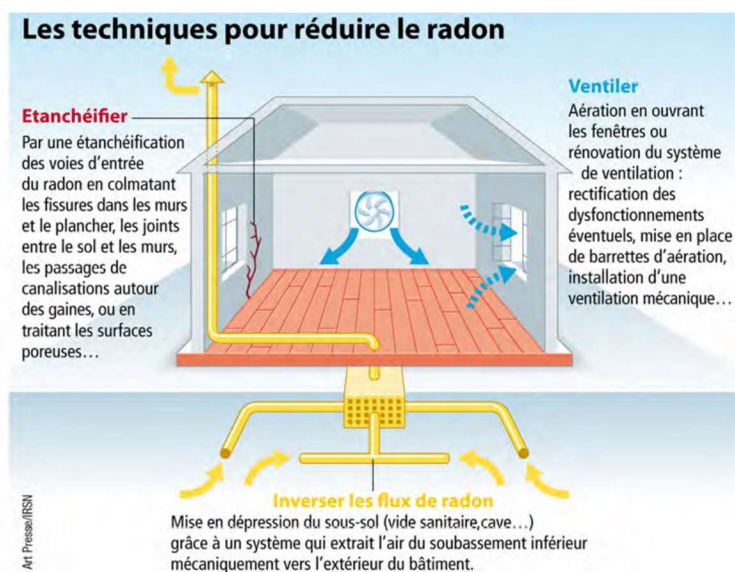 Les techniques pour réduire le radon
Etanchéifier
Par une étanchéification
des voies d'entrée
du radon en colmatant
les fissures dans les murs
et le plancher, les joints
entre le sol et les murs,
les passages de
canalisations autour
des gaines, ou en
traitant les surfaces
poreuses…
Ventiler
Aération en ouvrant
les fenêtres ou
rénovation du système
de ventilation :
rectification des
dysfonctionnements
éventuels, mise en place
de barrettes d'aération,
installation d'une
ventilation mécanique…
Inverser les flux de radon
Mise en dépression du sous-sol (vide sanitaire,cave…)
grâce à un système qui extrait l'air du soubassement inférieur
mécaniquement vers l'extérieur du bâtiment.
Art Presse/IRSN